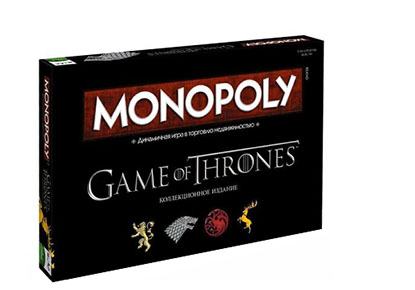 MONOPOLY
Динамичная игра в торговлю недвижимостью
GAME OF THRONES
КОЛЛЕКЦИОННОЕ ИЗДАНИЕ